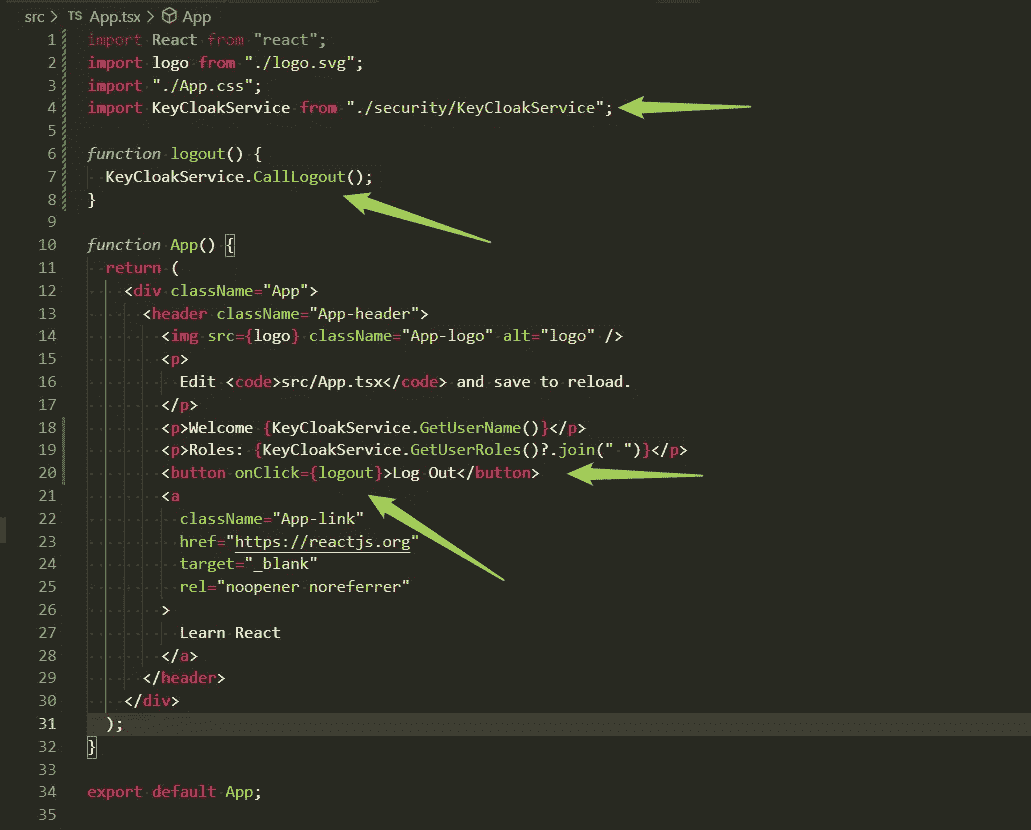 src > TS App.tsx > App
1 import React from "react";
2 import logo from "./logo.svg";
3 import "./App.css";
4 import KeyCloakService from "./security/KeyCloakService";
5
6 function logout() {
7   KeyCloakService.CallLogout();
8 }
9
10 function App() {
11   return (
12     <div className="App">
13       <header className="App-header">
14         <img src={logo} className="App-logo" alt="logo" />
15         <p>
16           Edit <code>src/App.tsx</code> and save to reload.
17         </p>
18         <p>Welcome {KeyCloakService.GetUserName()}</p>
19         <p>Roles: {KeyCloakService.GetUserRoles()?.join(" ")}</p>
20         <button onClick={logout}>Log Out</button>
21         <a
22           className="App-link"
23           href="https://reactjs.org"
24           target="_blank"
25           rel="noopener noreferrer"
26         >
27           Learn React
28         </a>
29       </header>
30     </div>
31   );
32 }
33
34 export default App;
35